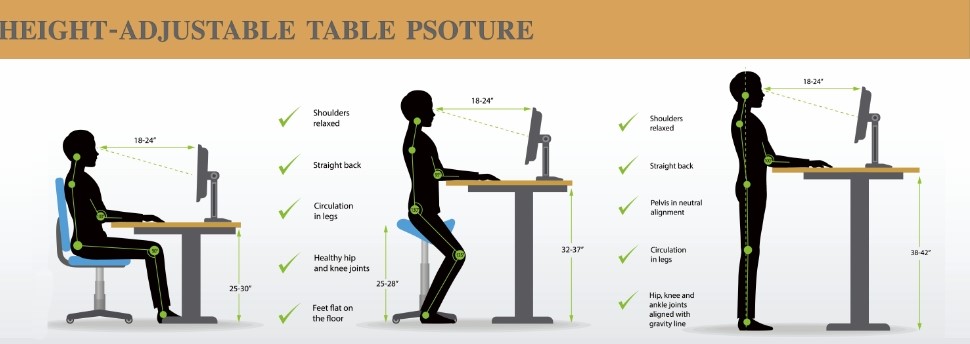 HEIGHT-ADJUSTABLE TABLE PSOTURE
18-24"
25-30"
Shoulders
relaxed
Straight back
Circulation
in legs
Healthy hip
and knee joints
Feet flat on
the floor
18-24"
25-28"
32-37"
Shoulders
relaxed
Straight back
Pelvis in neutral
alignment
Circulation
in legs
Hip, knee and
ankle joints
aligned with
gravity line
18-24"
38-42"